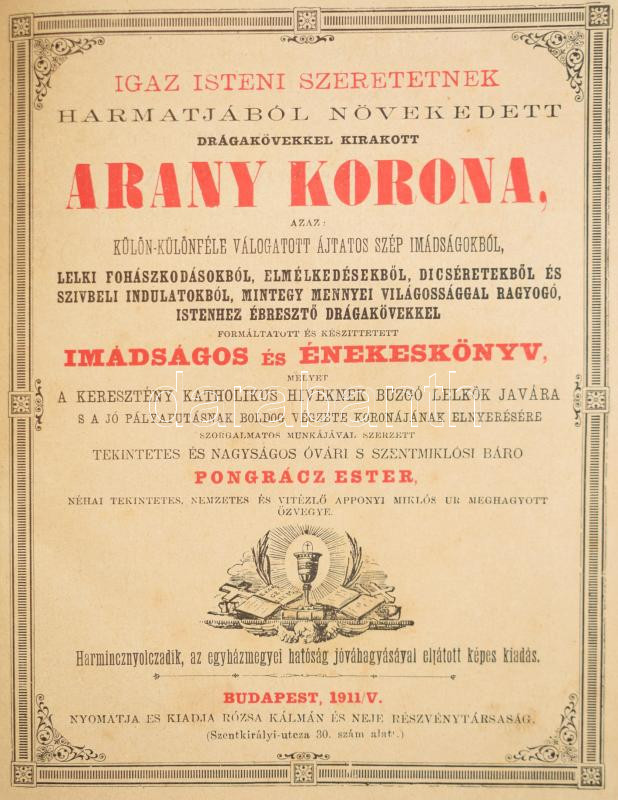 IGAZ ISTENI SZERETETNEK
HARMATJÁBÓL NÖVEKEDETT
DRÁGAKÖVEKKEL KIRAKOTT
ARANY KORONA,
AZAZ:
KÜLÖN-KÜLÖNFÉLE VÁLOGATOTT ÁJTATOS SZÉP IMÁDSÁGOKBÓL,
LELKI FOHÁSZKODÁSOKBÓL, ELMÉLKEDÉSEKBŐL, DICSÉRETEKBŐL ÉS
SZIVBELI INDULATOKBÓL, MINTEGY MENNYEI VILÁGOSSÁGGAL RAGYOGÓ,
ISTENHEZ ÉBRESZTŐ DRÁGAKÖVEKKEL
FORMÁLTATOTT ÉS KÉSZITTETETT
IMÁDSÁGOS ÉS ÉNEKESKÖNYV,
MELYET
A KERESZTÉNY KATHOLIKUS HIVEKNEK BUZGÓ LELKÖK JAVÁRA
S A JÓ PÁLYAFUTÁSNAK BOLDOG VÉGZETE KORONÁJÁNAK ELNYERÉSÉRE
SZORGALMATOS MUNKÁJÁVAL SZERZETT
TEKINTETES ÉS NAGYSÁGOS ÓVÁRI S SZENTMIKLÓSI BÁRÓ
PONGRÁCZ ESTER,
NÉHAI TEKINTETES, NEMZETES ÉS VITÉZLŐ APPONYI MIKLÓS UR MEGHAGYOTT
ÖZVEGYE.
Harmincznyolczadik, az egyházmegyei hatóság jóváhagyásával ellátott képes kiadás.
BUDAPEST, 1911/V.
NYOMATJA ES KIADJA RÓZSA KÁLMÁN ÉS NEJE RÉSZVÉNYTÁRSASÁG.
(Szentkirályi-utcza 30. szám alatt.)
darabanth